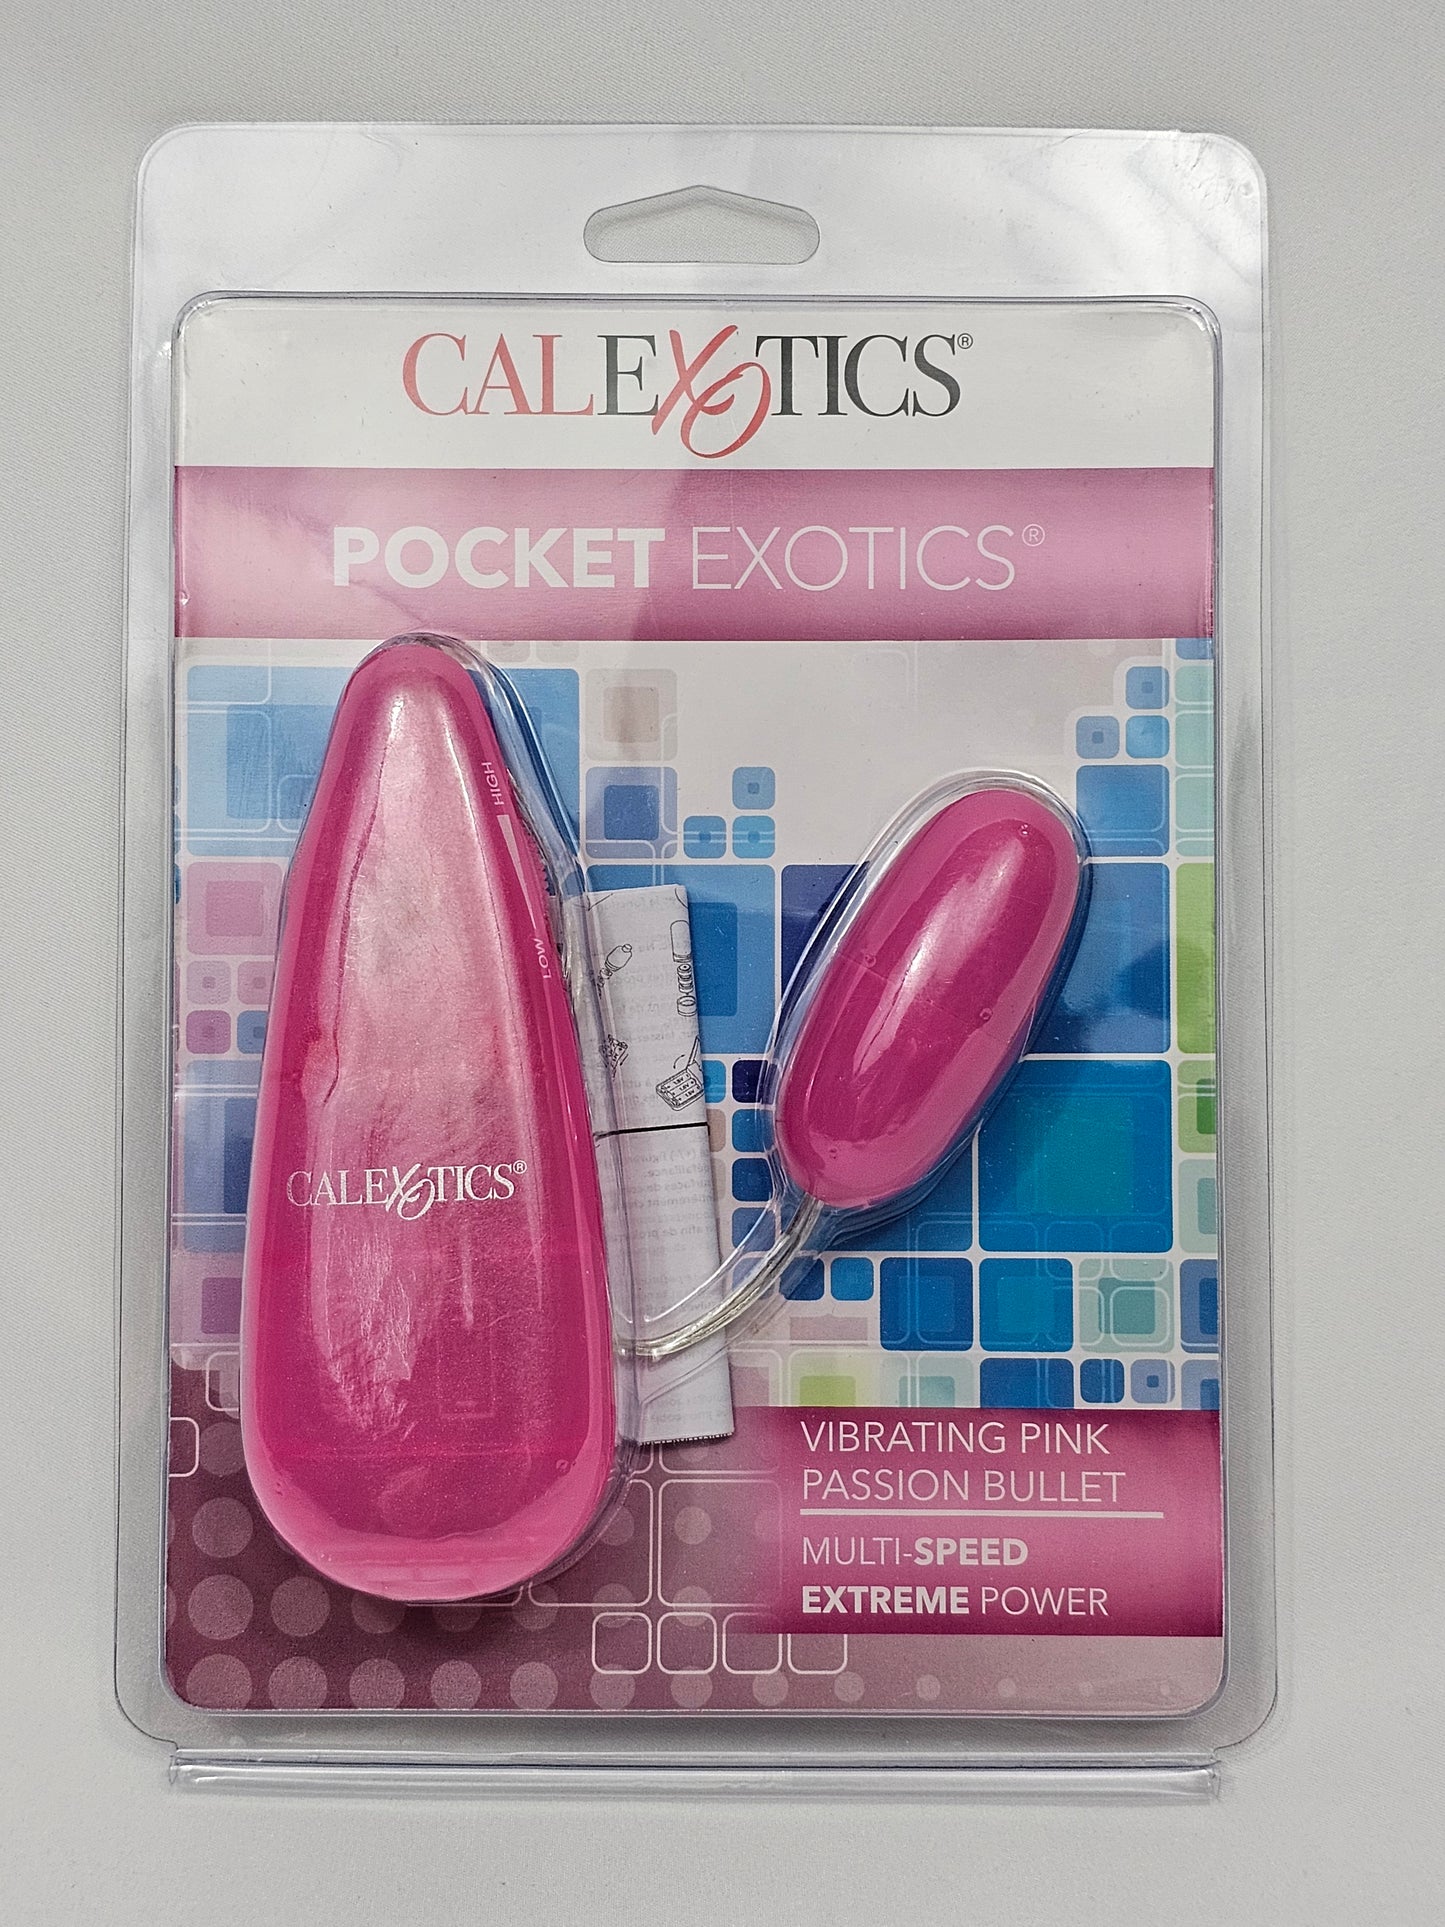 CALEXOTICS®
POCKET EXOTICS®
HIGH
LOW
CALEXOTICS®
VIBRATING PINK
PASSION BULLET
MULTI-SPEED
EXTREME POWER